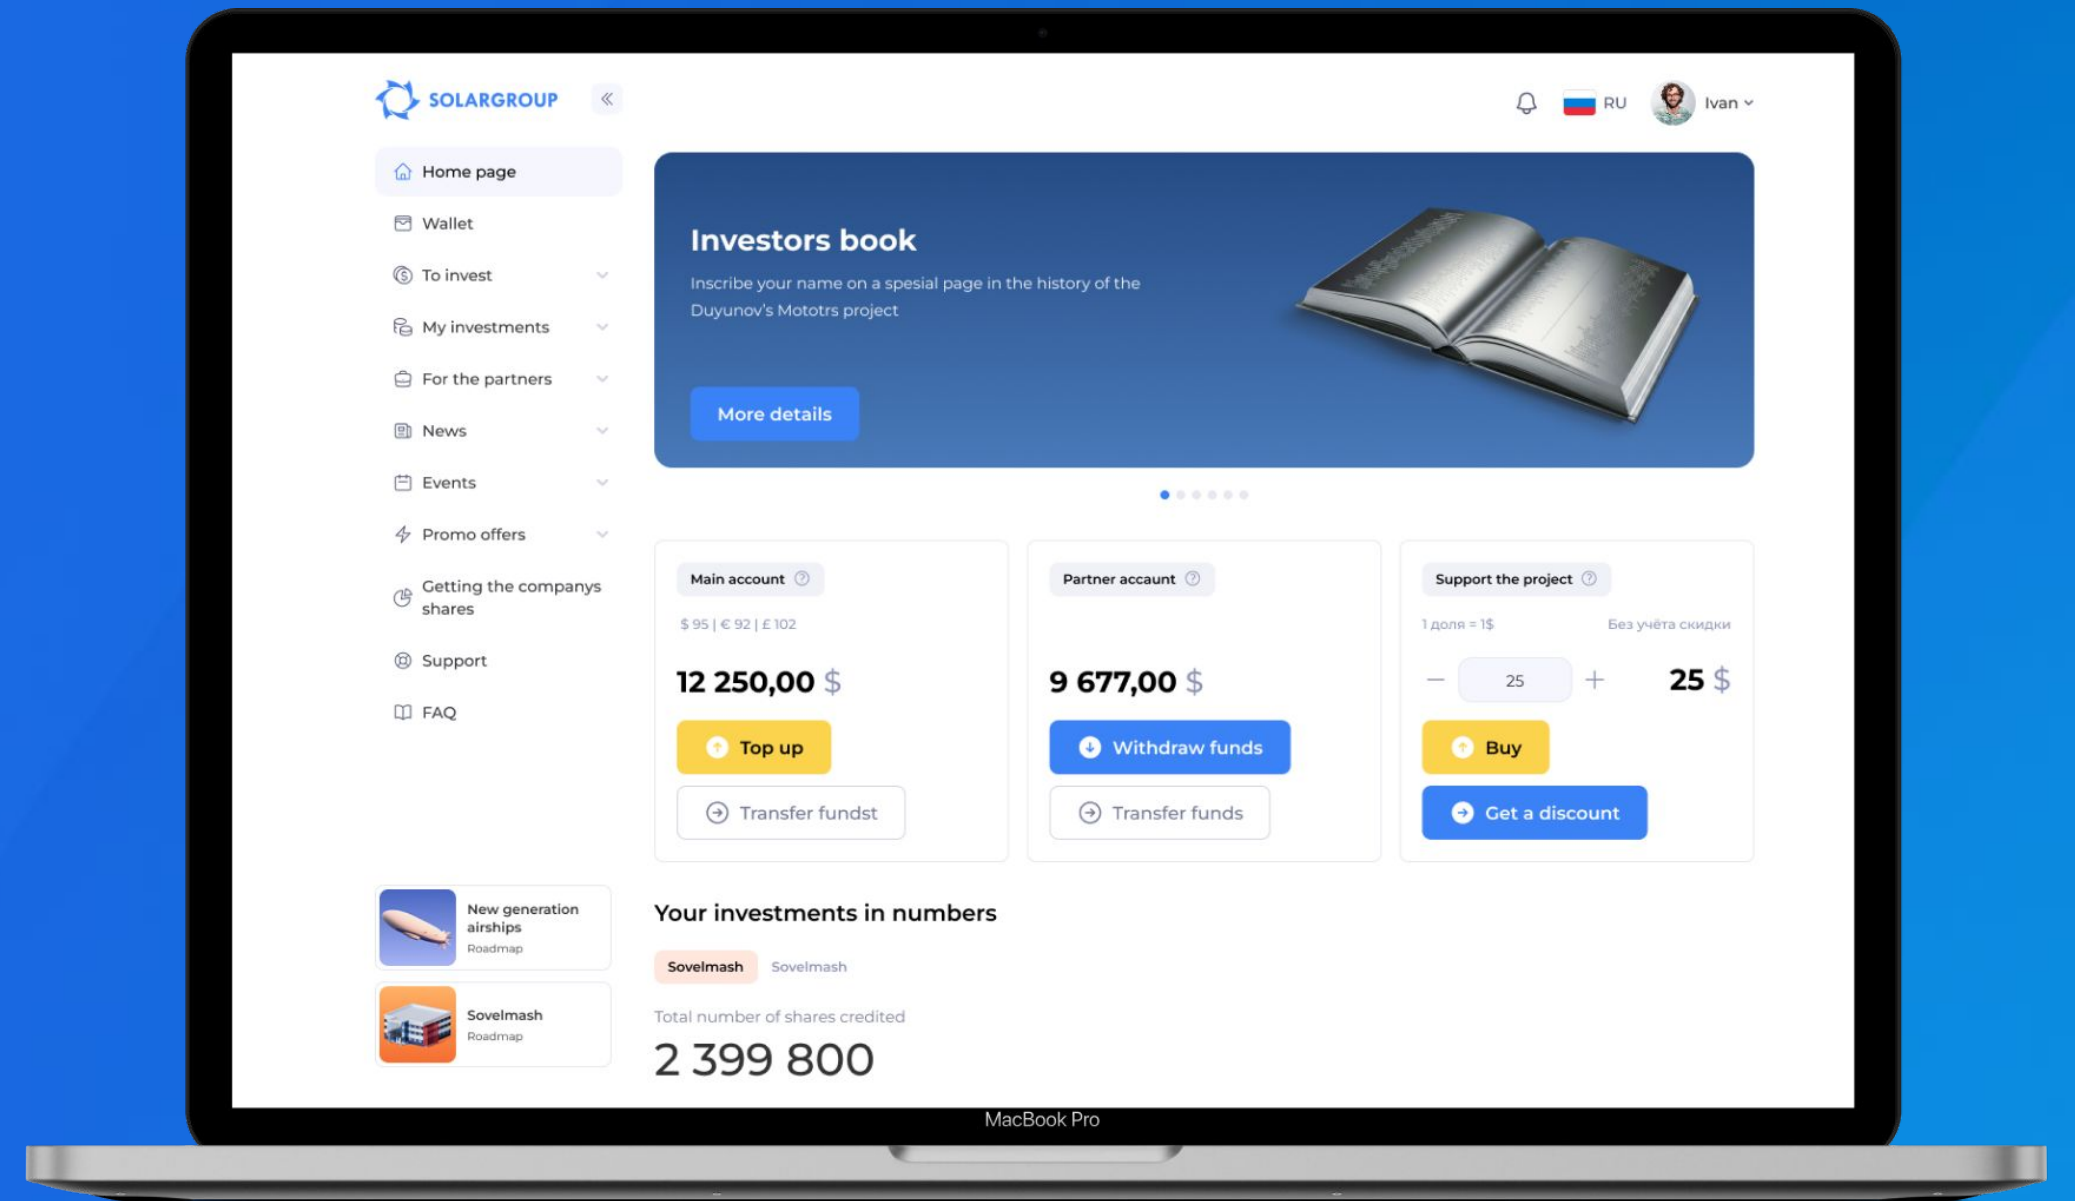 SOLARGROUP
RU
Ivan
Home page
Wallet
To invest
My investments
For the partners
News
Events
Promo offers
Getting the companys
shares
Support
FAQ
New generation
airships
Roadmap
Sovelmash
Roadmap
Investors book
Inscribe your name on a spesial page in the history of the
Duyunov's Mototrs project
More details
Main account
$ 95 | € 92 | £ 102
12 250,00 $
Top up
Transfer fundst
Partner accaunt
9 677,00 $
Withdraw funds
Transfer funds
Support the project
1 доля = 1$ Без учёта скидки
25 25 $
Buy
Get a discount
Your investments in numbers
Sovelmash Sovelmash
Total number of shares credited
2 399 800
MacBook Pro